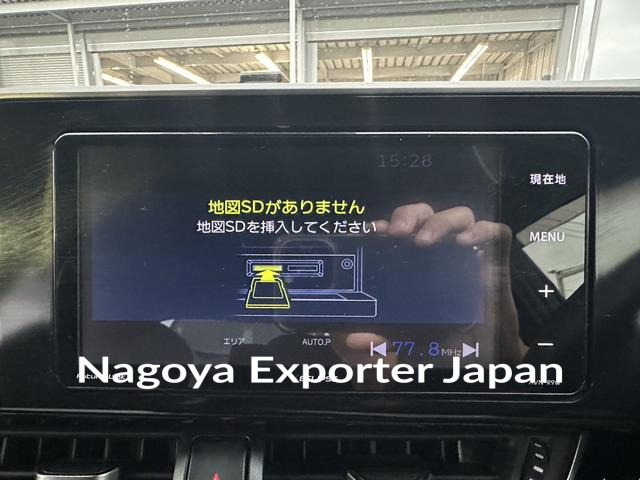 15:28
現在地
地図SDがありません
地図SDを挿入してください
MENU
+
−
エリア
AUTO.P
77.8MHz
Nagoya Exporter Japan
ECLIPSE